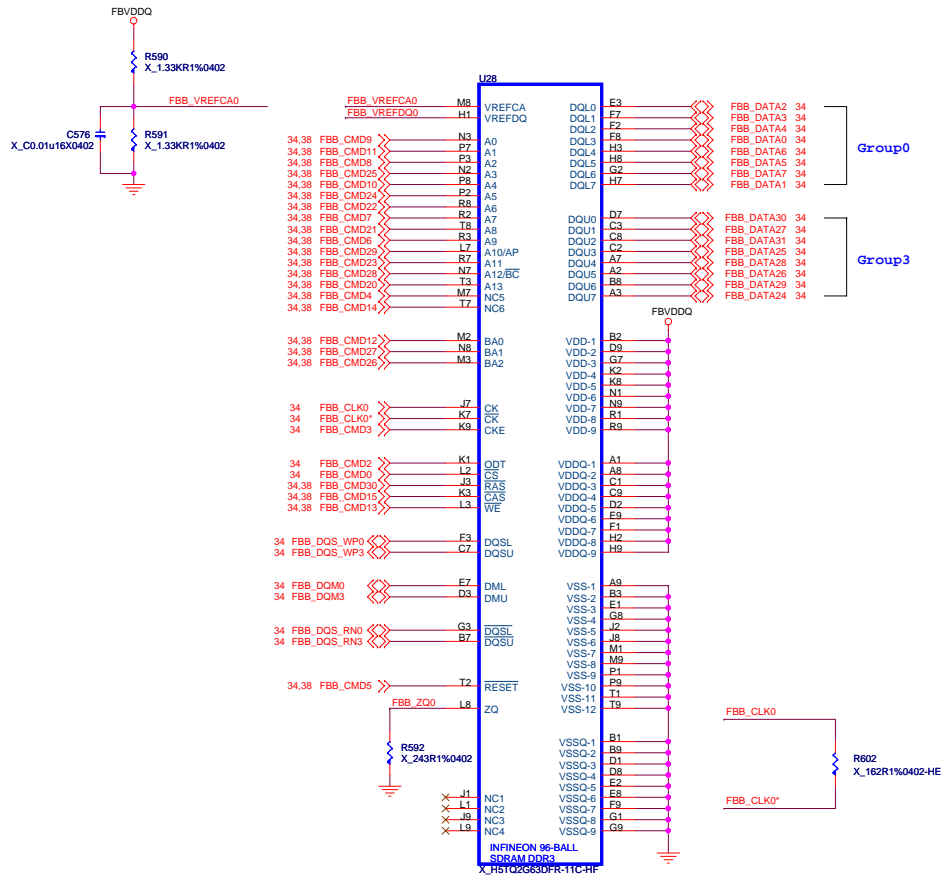 FBVDDQ
R590
X_1.33KR1%0402
FBB_VREFCA0
C576
X_C0.01u16X0402
R591
X_1.33KR1%0402
U28
FBB_VREFCA0 M8 VREFCA
FBB_VREFDQ0 H1 VREFDQ
34,38 FBB_CMD9 N3 A0
34,38 FBB_CMD11 P7 A1
34,38 FBB_CMD8 P3 A2
34,38 FBB_CMD25 N2 A3
34,38 FBB_CMD10 P8 A4
34,38 FBB_CMD24 P2 A5
34,38 FBB_CMD22 R8 A6
34,38 FBB_CMD7 R2 A7
34,38 FBB_CMD21 T8 A8
34,38 FBB_CMD6 R3 A9
34,38 FBB_CMD29 L7 A10/AP
34,38 FBB_CMD23 R7 A11
34,38 FBB_CMD28 N7 A12/BC
34,38 FBB_CMD20 T3 A13
34,38 FBB_CMD4 M7 NC5
34,38 FBB_CMD14 T7 NC6
34,38 FBB_CMD12 M2 BA0
34,38 FBB_CMD27 N8 BA1
34,38 FBB_CMD26 M3 BA2
34 FBB_CLK0 J7 CK
34 FBB_CLK0* K7 CK
34 FBB_CMD3 K9 CKE
34 FBB_CMD2 K1 ODT
34 FBB_CMD0 L2 CS
34,38 FBB_CMD30 J3 RAS
34,38 FBB_CMD15 K3 CAS
34,38 FBB_CMD13 L3 WE
34 FBB_DQS_WP0 F3 DQSL
34 FBB_DQS_WP3 C7 DQSU
34 FBB_DQM0 E7 DML
34 FBB_DQM3 D3 DMU
34 FBB_DQS_RN0 G3 DQSL
34 FBB_DQS_RN3 B7 DQSU
34,38 FBB_CMD5 T2 RESET
FBB_ZQ0 L8 ZQ
R592
X_243R1%0402
J1 NC1
L1 NC2
J9 NC3
L9 NC4
DQL0 E3 FBB_DATA2 34
DQL1 F7 FBB_DATA3 34
DQL2 F2 FBB_DATA4 34
DQL3 F8 FBB_DATA0 34
DQL4 H3 FBB_DATA6 34
DQL5 H8 FBB_DATA5 34
DQL6 G2 FBB_DATA7 34
DQL7 H7 FBB_DATA1 34
Group0
DQU0 D7 FBB_DATA30 34
DQU1 C3 FBB_DATA27 34
DQU2 C8 FBB_DATA31 34
DQU3 C2 FBB_DATA25 34
DQU4 A7 FBB_DATA28 34
DQU5 A2 FBB_DATA26 34
DQU6 B8 FBB_DATA29 34
DQU7 A3 FBB_DATA24 34
Group3
FBVDDQ
VDD-1 B2
VDD-2 D9
VDD-3 G7
VDD-4 K2
VDD-5 K8
VDD-6 N1
VDD-7 N9
VDD-8 R1
VDD-9 R9
VDDQ-1 A1
VDDQ-2 A8
VDDQ-3 C1
VDDQ-4 C9
VDDQ-5 D2
VDDQ-6 E9
VDDQ-7 F1
VDDQ-8 H2
VDDQ-9 H9
VSS-1 A9
VSS-2 B3
VSS-3 E1
VSS-4 G8
VSS-5 J2
VSS-6 J8
VSS-7 M1
VSS-8 M9
VSS-9 P1
VSS-10 P9
VSS-11 T1
VSS-12 T9
VSSQ-1 B1
VSSQ-2 B9
VSSQ-3 D1
VSSQ-4 D8
VSSQ-5 E2
VSSQ-6 E8
VSSQ-7 F9
VSSQ-8 G1
VSSQ-9 G9
FBB_CLK0
R602
X_162R1%0402-HE
FBB_CLK0*
INFINEON 96-BALL
SDRAM DDR3
X_H5TQ2G63DFR-11C-HF